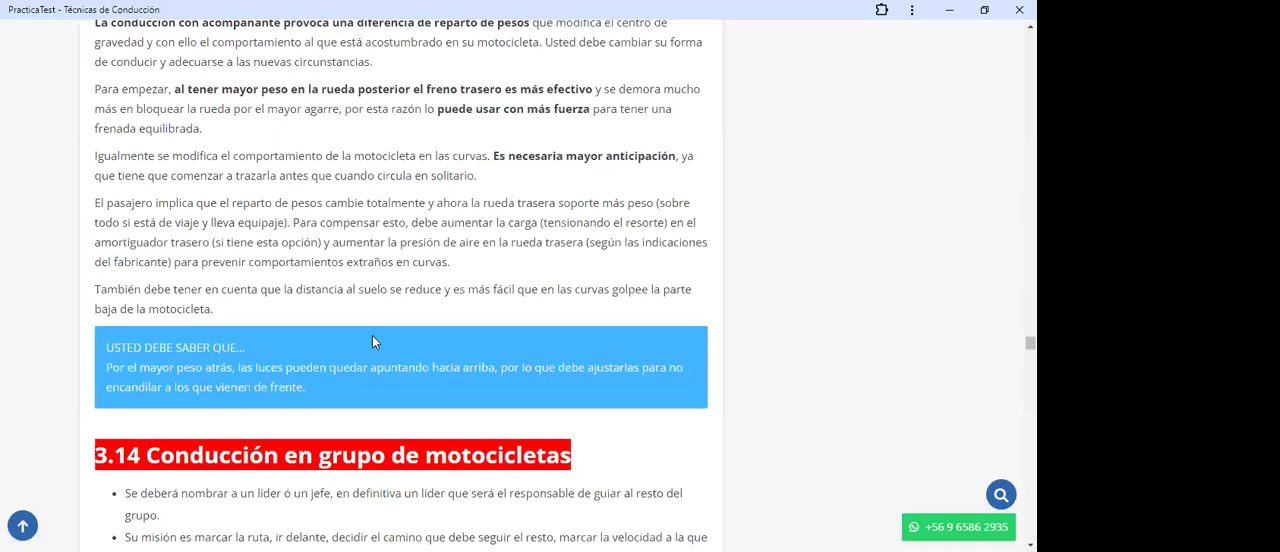 PracticaTest - Técnicas de Conducción
La conducción con acompañante provoca una diferencia de reparto de pesos que modifica el centro de
gravedad y con ello el comportamiento al que está acostumbrado en su motocicleta. Usted debe cambiar su forma
de conducir y adecuarse a las nuevas circunstancias.
Para empezar, al tener mayor peso en la rueda posterior el freno trasero es más efectivo y se demora mucho
más en bloquear la rueda por el mayor agarre, por esta razón lo puede usar con más fuerza para tener una
frenada equilibrada.
Igualmente se modifica el comportamiento de la motocicleta en las curvas. Es necesaria mayor anticipación, ya
que tiene que comenzar a trazarla antes que cuando circula en solitario.
El pasajero implica que el reparto de pesos cambie totalmente y ahora la rueda trasera soporte más peso (sobre
todo si está de viaje y lleva equipaje). Para compensar esto, debe aumentar la carga (tensionando el resorte) en el
amortiguador trasero (si tiene esta opción) y aumentar la presión de aire en la rueda trasera (según las indicaciones
del fabricante) para prevenir comportamientos extraños en curvas.
También debe tener en cuenta que la distancia al suelo se reduce y es más fácil que en las curvas golpee la parte
baja de la motocicleta.
USTED DEBE SABER QUE...
Por el mayor peso atrás, las luces pueden quedar apuntando hacia arriba, por lo que debe ajustarlas para no
encandilar a los que vienen de frente.
3.14 Conducción en grupo de motocicletas
• Se deberá nombrar a un líder ó un jefe, en definitiva un líder que será el responsable de guiar al resto del
grupo.
• Su misión es marcar la ruta, ir delante, decidir el camino que debe seguir el resto, marcar la velocidad a la que
+56 9 6586 2935